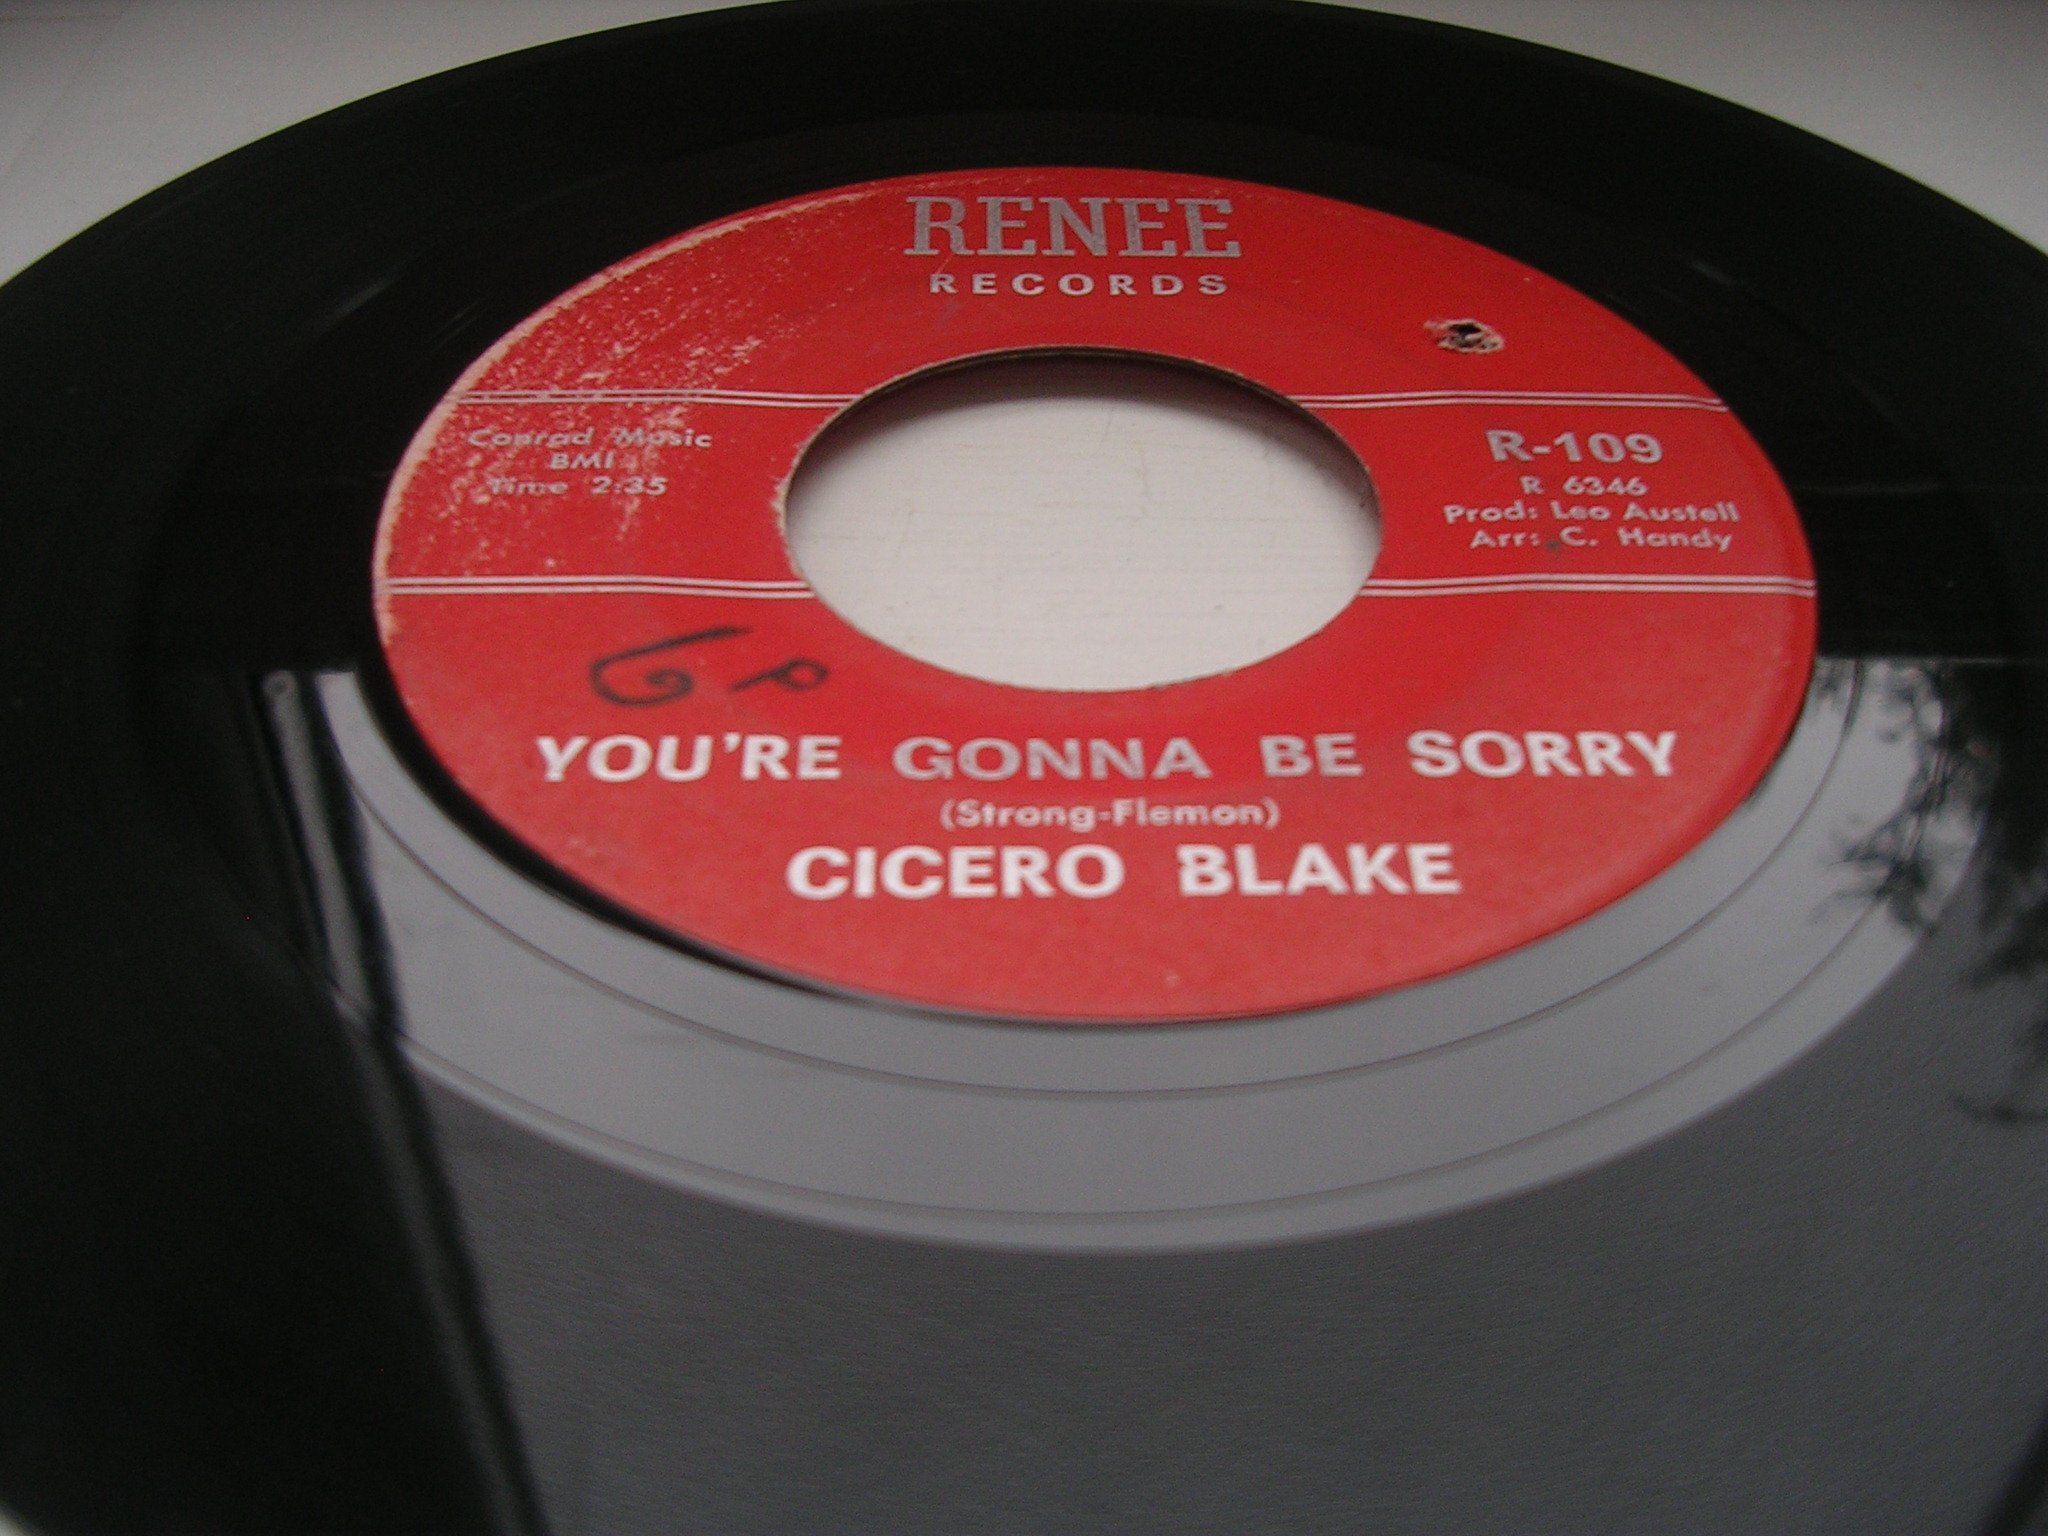 RENEE
RECORDS
Conrad Music
BMI
Time 2:35
R-109
R 6346
Prod: Leo Austell
Arr: C. Handy
YOU'RE GONNA BE SORRY
(Strong-Flemon)
CICERO BLAKE